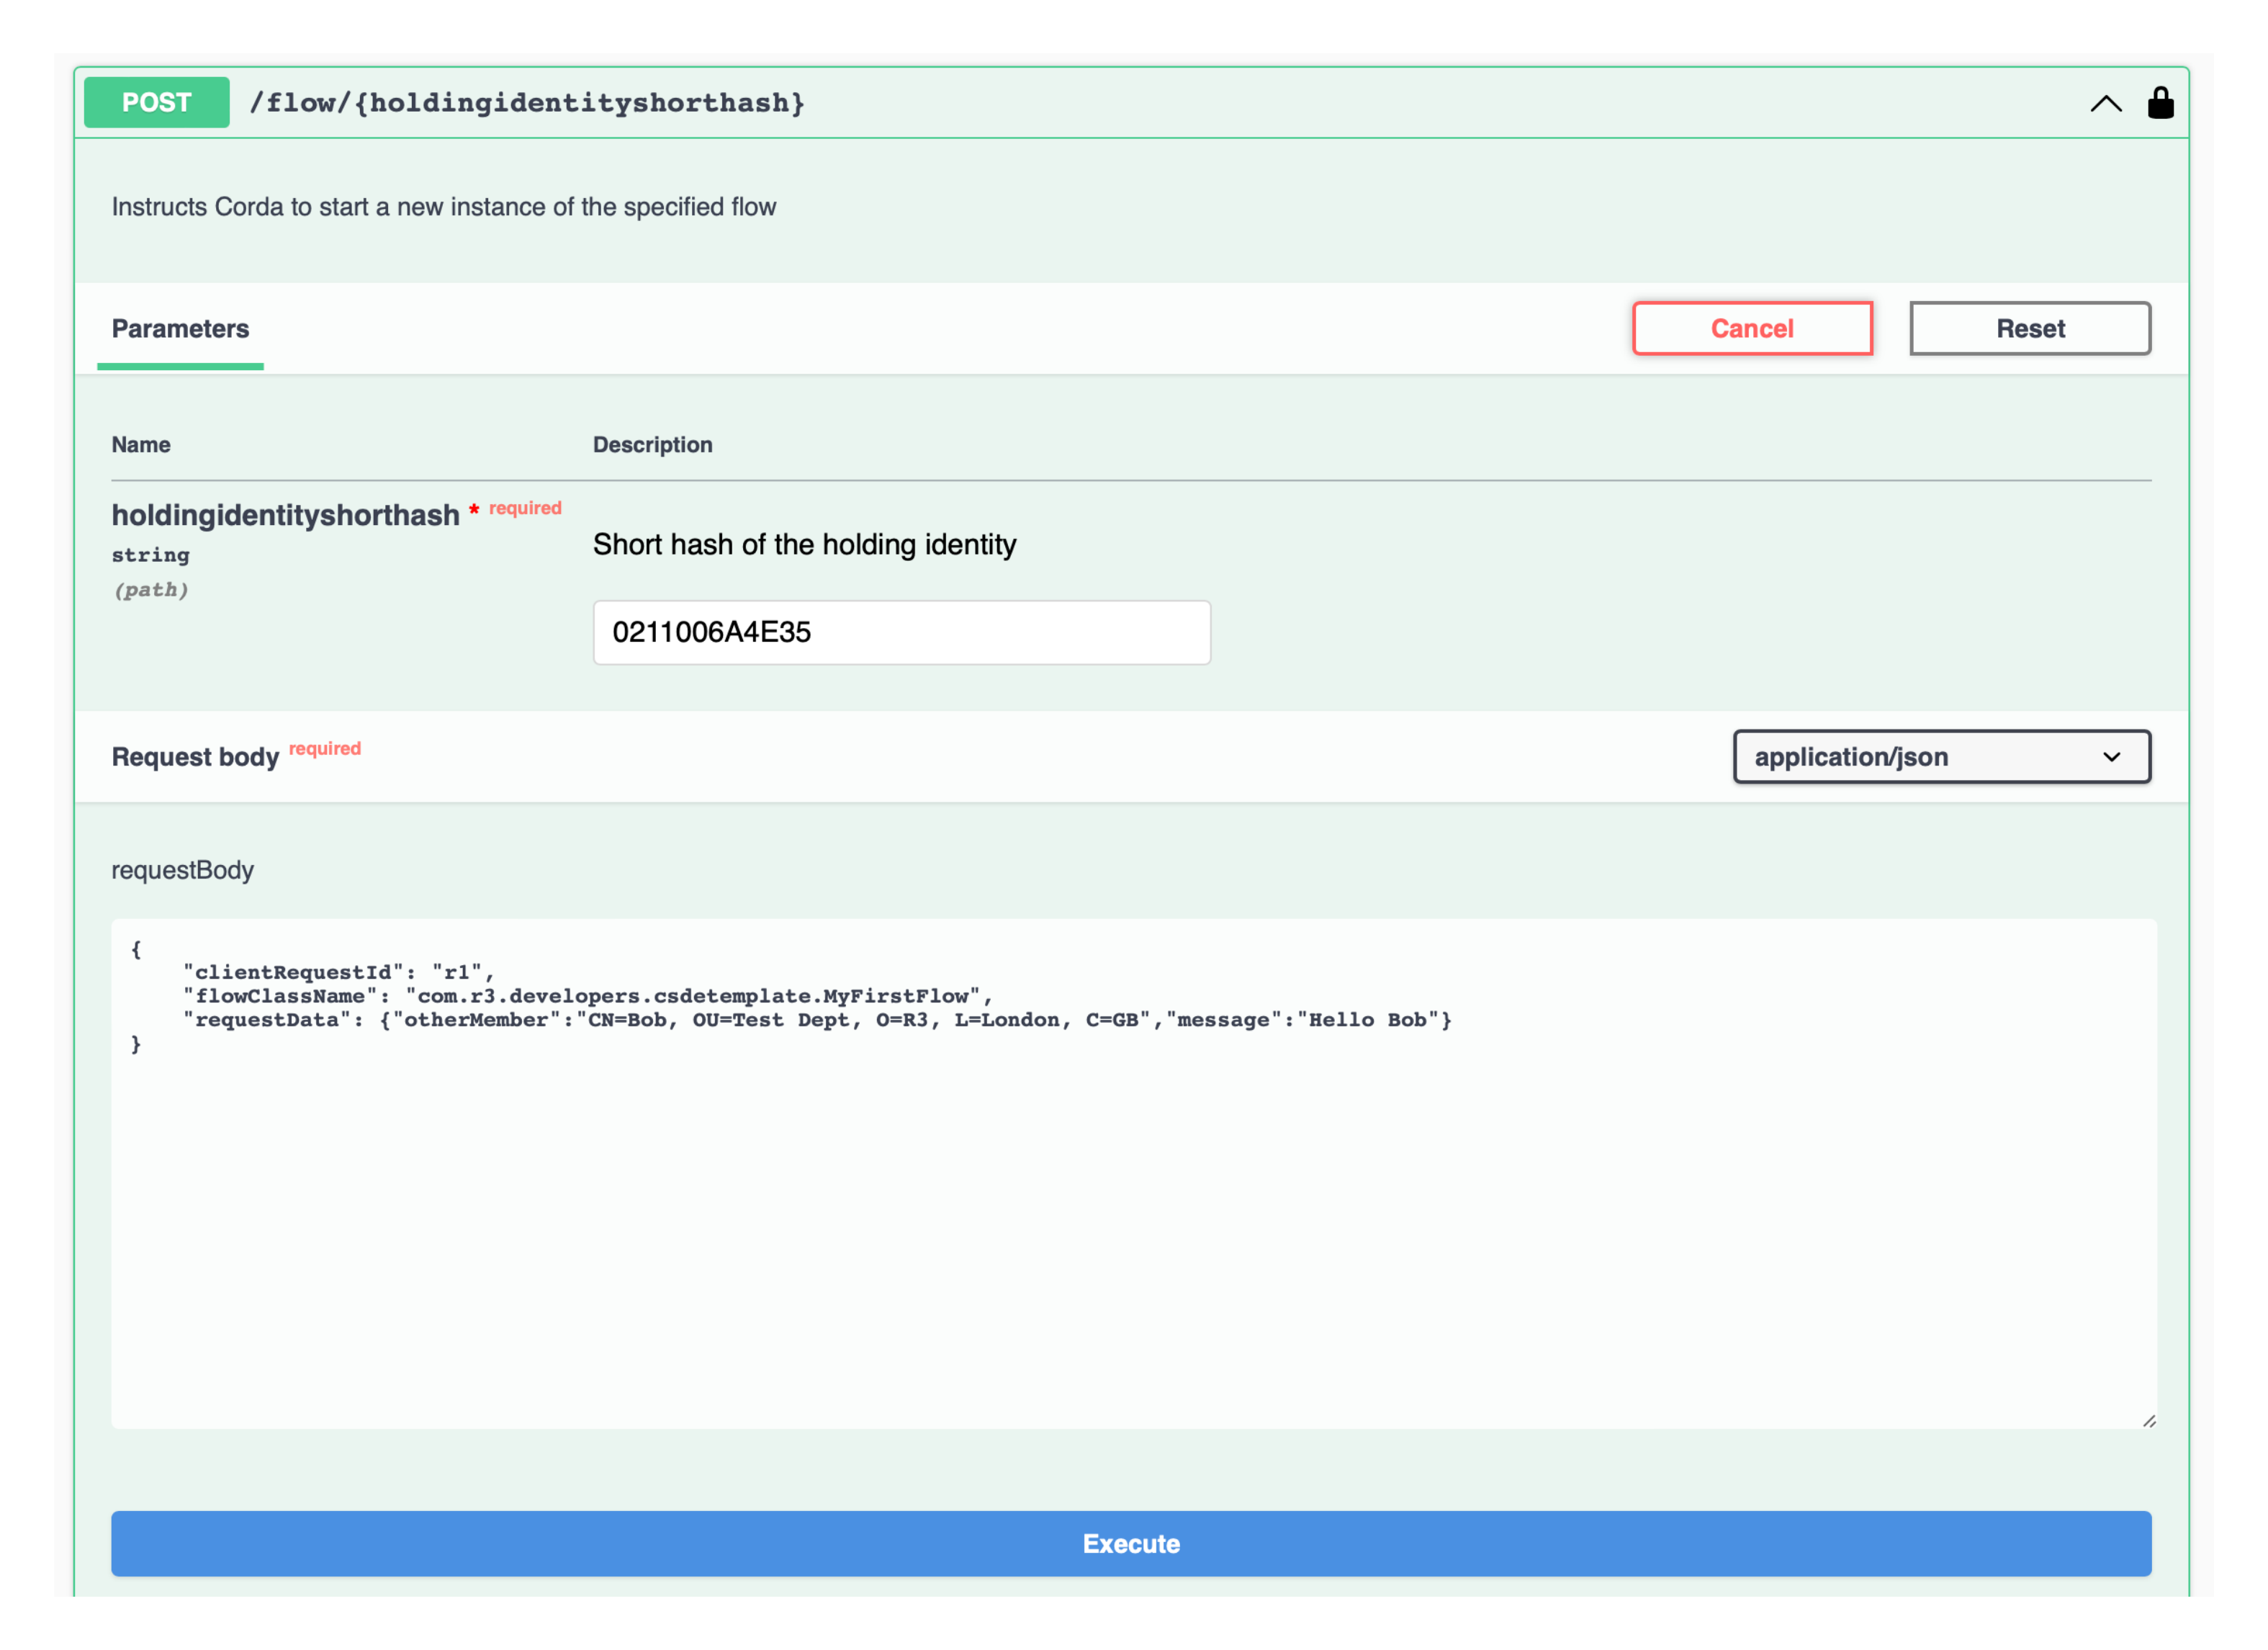 POST /flow/{holdingidentityshorthash}
Instructs Corda to start a new instance of the specified flow
Parameters
Cancel
Reset
Name
Description
holdingidentityshorthash * required
string
(path)
Short hash of the holding identity
0211006A4E35
Request body required
application/json
requestBody
{
    "clientRequestId": "r1",
    "flowClassName": "com.r3.developers.csdetemplate.MyFirstFlow",
    "requestData": {"otherMember":"CN=Bob, OU=Test Dept, O=R3, L=London, C=GB","message":"Hello Bob"}
}
Execute